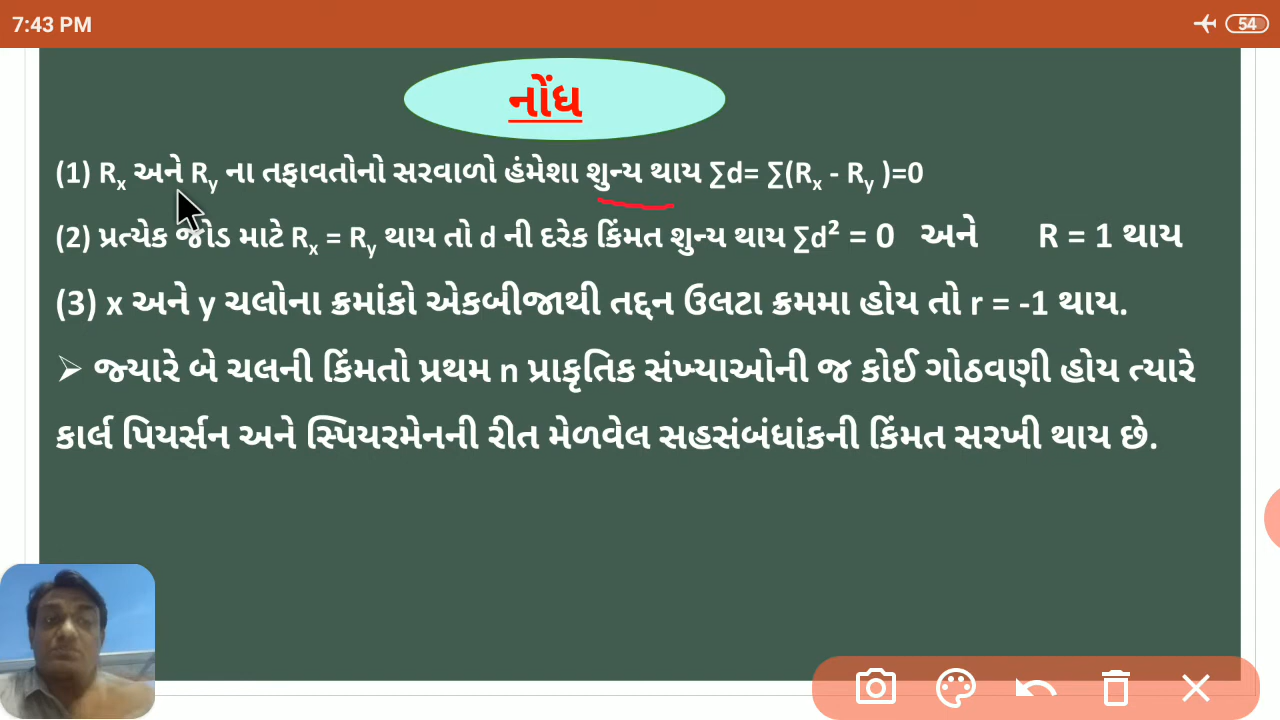 7:43 PM
54
નોંધ
(1) Rx અને Ry ના તફાવતોનો સરવાળો હંમેશા શુન્ય થાય ∑d= ∑(Rx - Ry )=0
(2) પ્રત્યેક જોડ માટે Rx = Ry થાય તો d ની દરેક કિંમત શુન્ય થાય ∑d² = 0 અને R = 1 થાય
(3) x અને y ચલોના ક્રમાંકો એકબીજાથી તદ્દન ઉલટા ક્રમમા હોય તો r = -1 થાય.
➢ જ્યારે બે ચલની કિંમતો પ્રથમ n પ્રાકૃતિક સંખ્યાઓની જ કોઈ ગોઠવણી હોય ત્યારે
કાર્લ પિયર્સન અને સ્પિયરમેનની રીત મેળવેલ સહસંબંધાંકની કિંમત સરખી થાય છે.